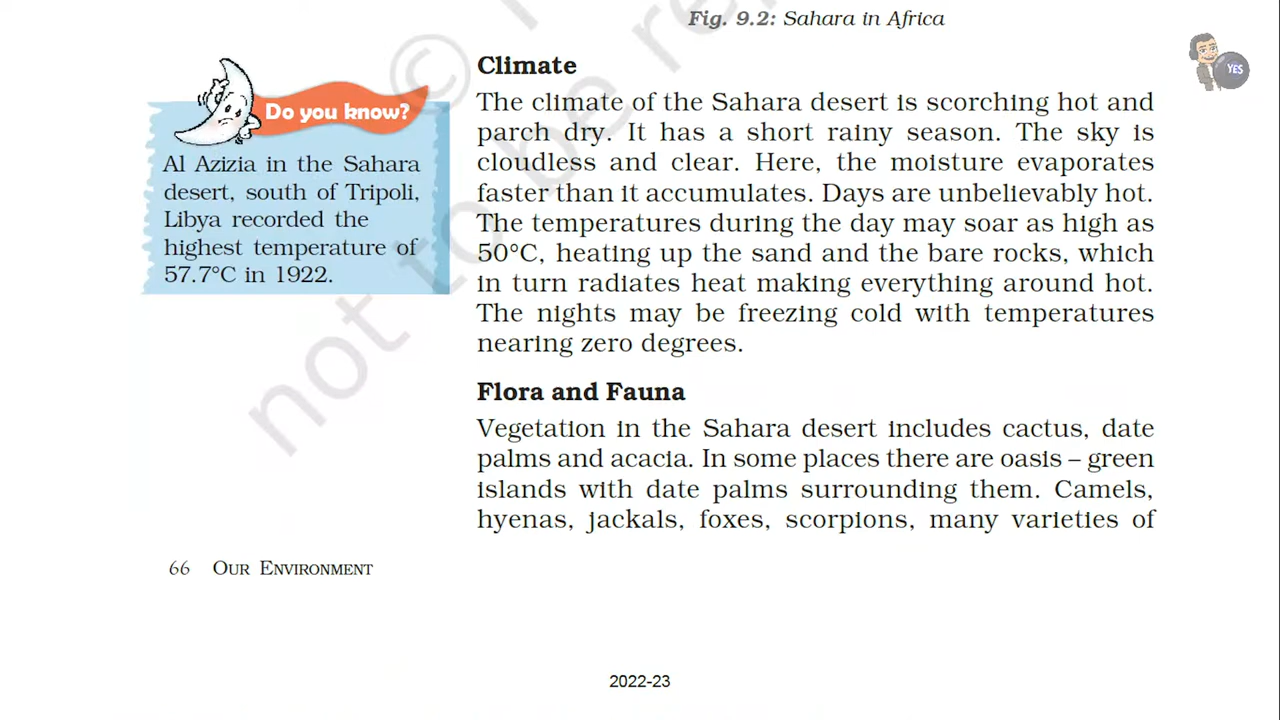 Fig. 9.2: Sahara in Africa
YES
Do you know?
Al Azizia in the Sahara
desert, south of Tripoli,
Libya recorded the
highest temperature of
57.7°C in 1922.
Climate
The climate of the Sahara desert is scorching hot and
parch dry. It has a short rainy season. The sky is
cloudless and clear. Here, the moisture evaporates
faster than it accumulates. Days are unbelievably hot.
The temperatures during the day may soar as high as
50°C, heating up the sand and the bare rocks, which
in turn radiates heat making everything around hot.
The nights may be freezing cold with temperatures
nearing zero degrees.
Flora and Fauna
Vegetation in the Sahara desert includes cactus, date
palms and acacia. In some places there are oasis – green
islands with date palms surrounding them. Camels,
hyenas, jackals, foxes, scorpions, many varieties of
66 OUR ENVIRONMENT
2022-23
©
not to be re